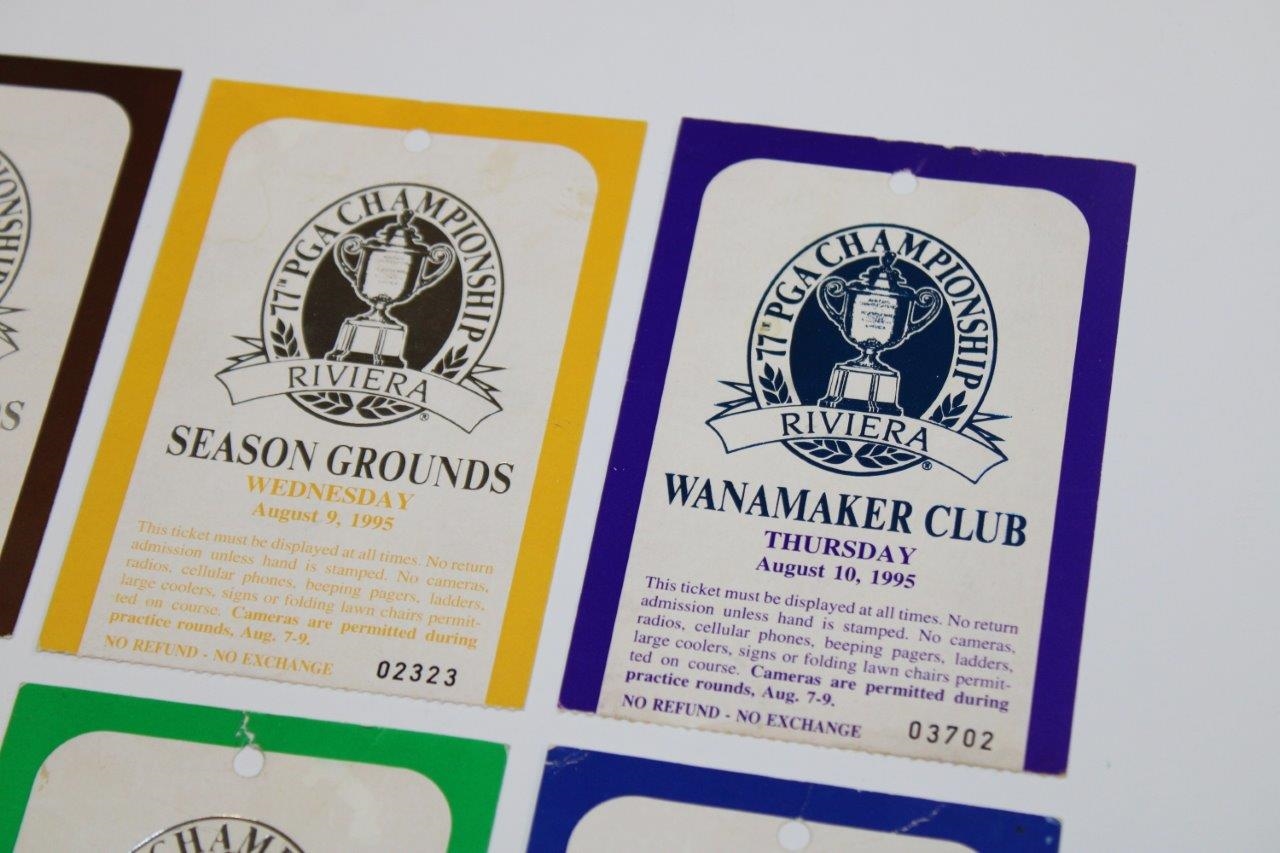 IONSHIP
77TH PGA CHAMPIONSHIP
RIVIERA
®
SEASON GROUNDS
WEDNESDAY
August 9, 1995
This ticket must be displayed at all times. No return
admission unless hand is stamped. No cameras,
radios, cellular phones, beeping pagers, ladders,
large coolers, signs or folding lawn chairs permit-
ted on course. Cameras are permitted during
practice rounds, Aug. 7-9.
NO REFUND - NO EXCHANGE 02323
77TH PGA CHAMPIONSHIP
RIVIERA
®
WANAMAKER CLUB
THURSDAY
August 10, 1995
This ticket must be displayed at all times. No return
admission unless hand is stamped. No cameras,
radios, cellular phones, beeping pagers, ladders,
large coolers, signs or folding lawn chairs permit-
ted on course. Cameras are permitted during
practice rounds, Aug. 7-9.
NO REFUND - NO EXCHANGE 03702
CHAM